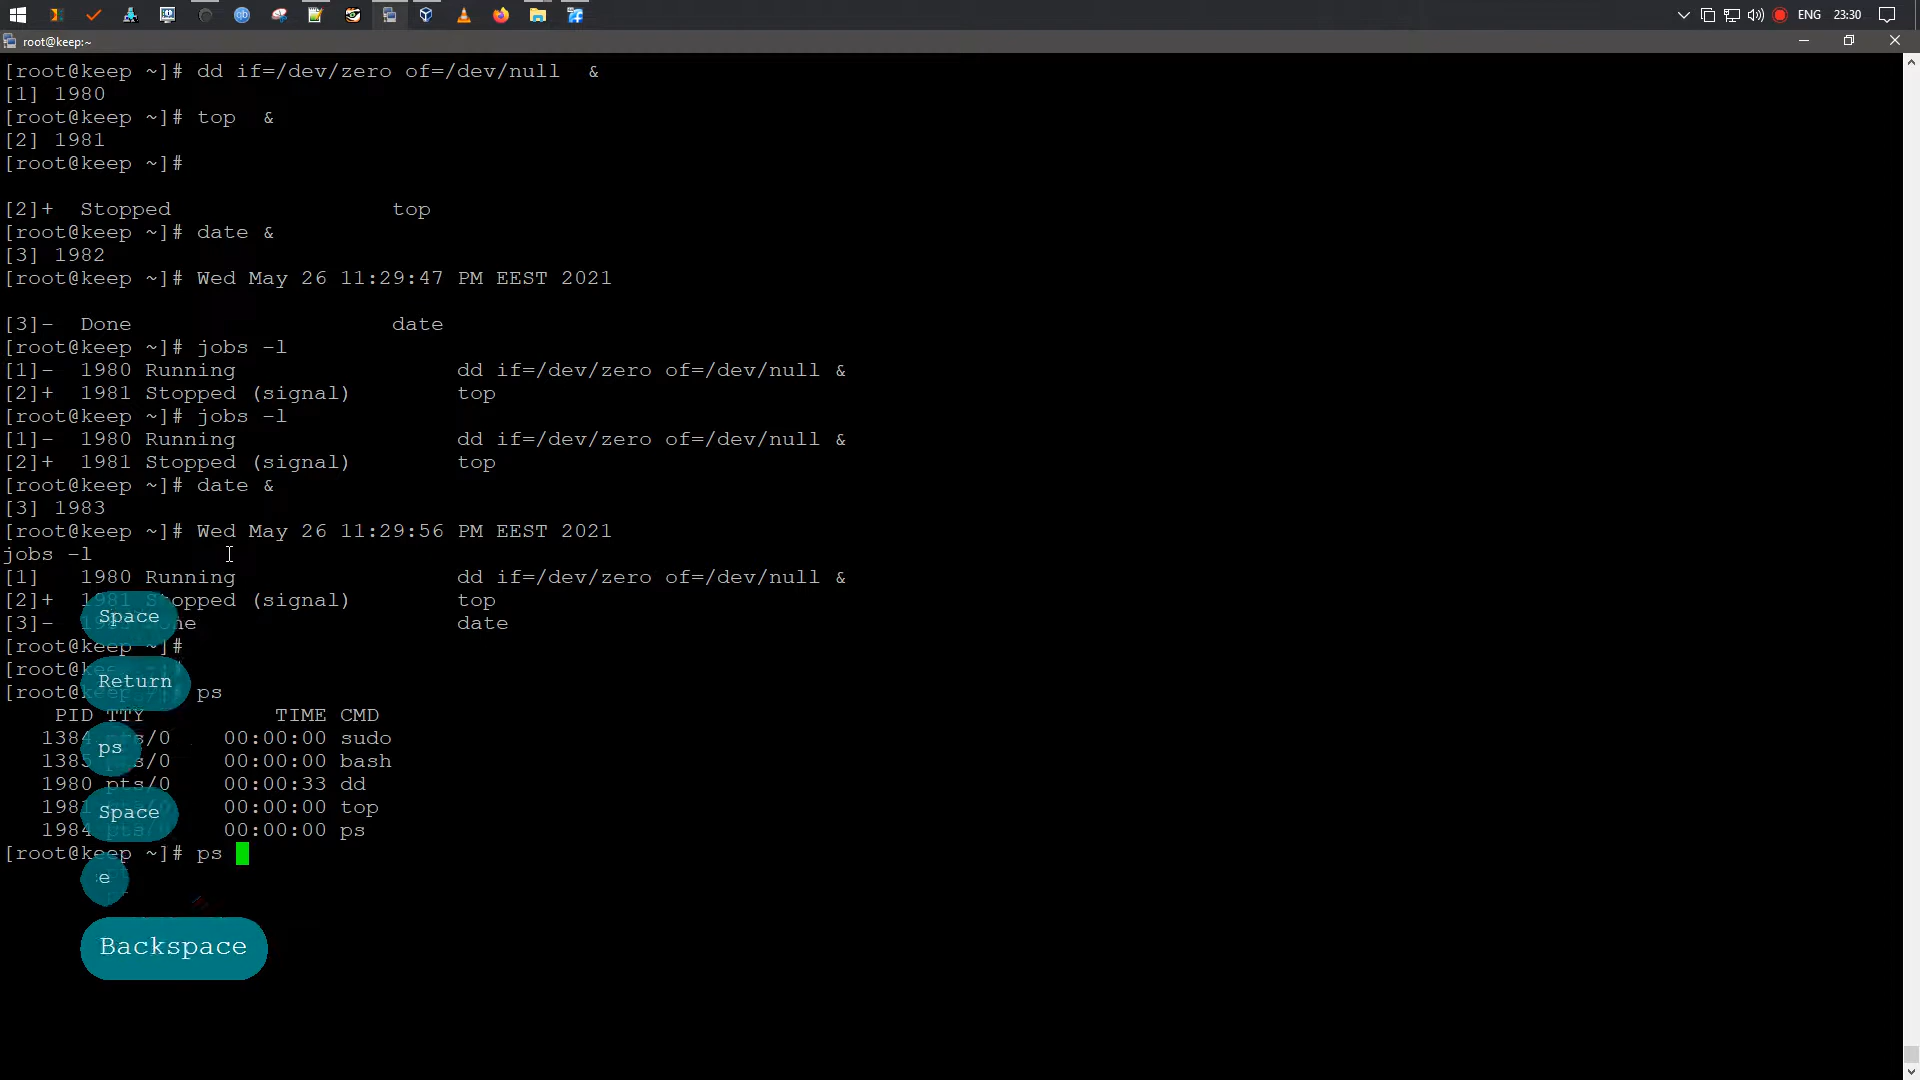 ENG 23:30
root@keep:~
[root@keep ~]# dd if=/dev/zero of=/dev/null  &
[1] 1980
[root@keep ~]# top  &
[2] 1981
[root@keep ~]#
[2]+  Stopped                 top
[root@keep ~]# date &
[3] 1982
[root@keep ~]# Wed May 26 11:29:47 PM EEST 2021
[3]-  Done                    date
[root@keep ~]# jobs -l
[1]-  1980 Running                 dd if=/dev/zero of=/dev/null &
[2]+  1981 Stopped (signal)        top
[root@keep ~]# jobs -l
[1]-  1980 Running                 dd if=/dev/zero of=/dev/null &
[2]+  1981 Stopped (signal)        top
[root@keep ~]# date &
[3] 1983
[root@keep ~]# Wed May 26 11:29:56 PM EEST 2021
jobs -l
[1]   1980 Running                 dd if=/dev/zero of=/dev/null &
[2]+  1981 Stopped (signal)        top
Space
[3]-  Done                    date
[root@keep ~]#
[root@keep ~]#
Return
[root@keep ~]# ps
PID TTY          TIME CMD
1384 pts/0    00:00:00 sudo
ps
1385 pts/0    00:00:00 bash
1980 pts/0    00:00:33 dd
1981 pts/0    00:00:00 top
Space
1984 pts/0    00:00:00 ps
[root@keep ~]# ps
e
Backspace